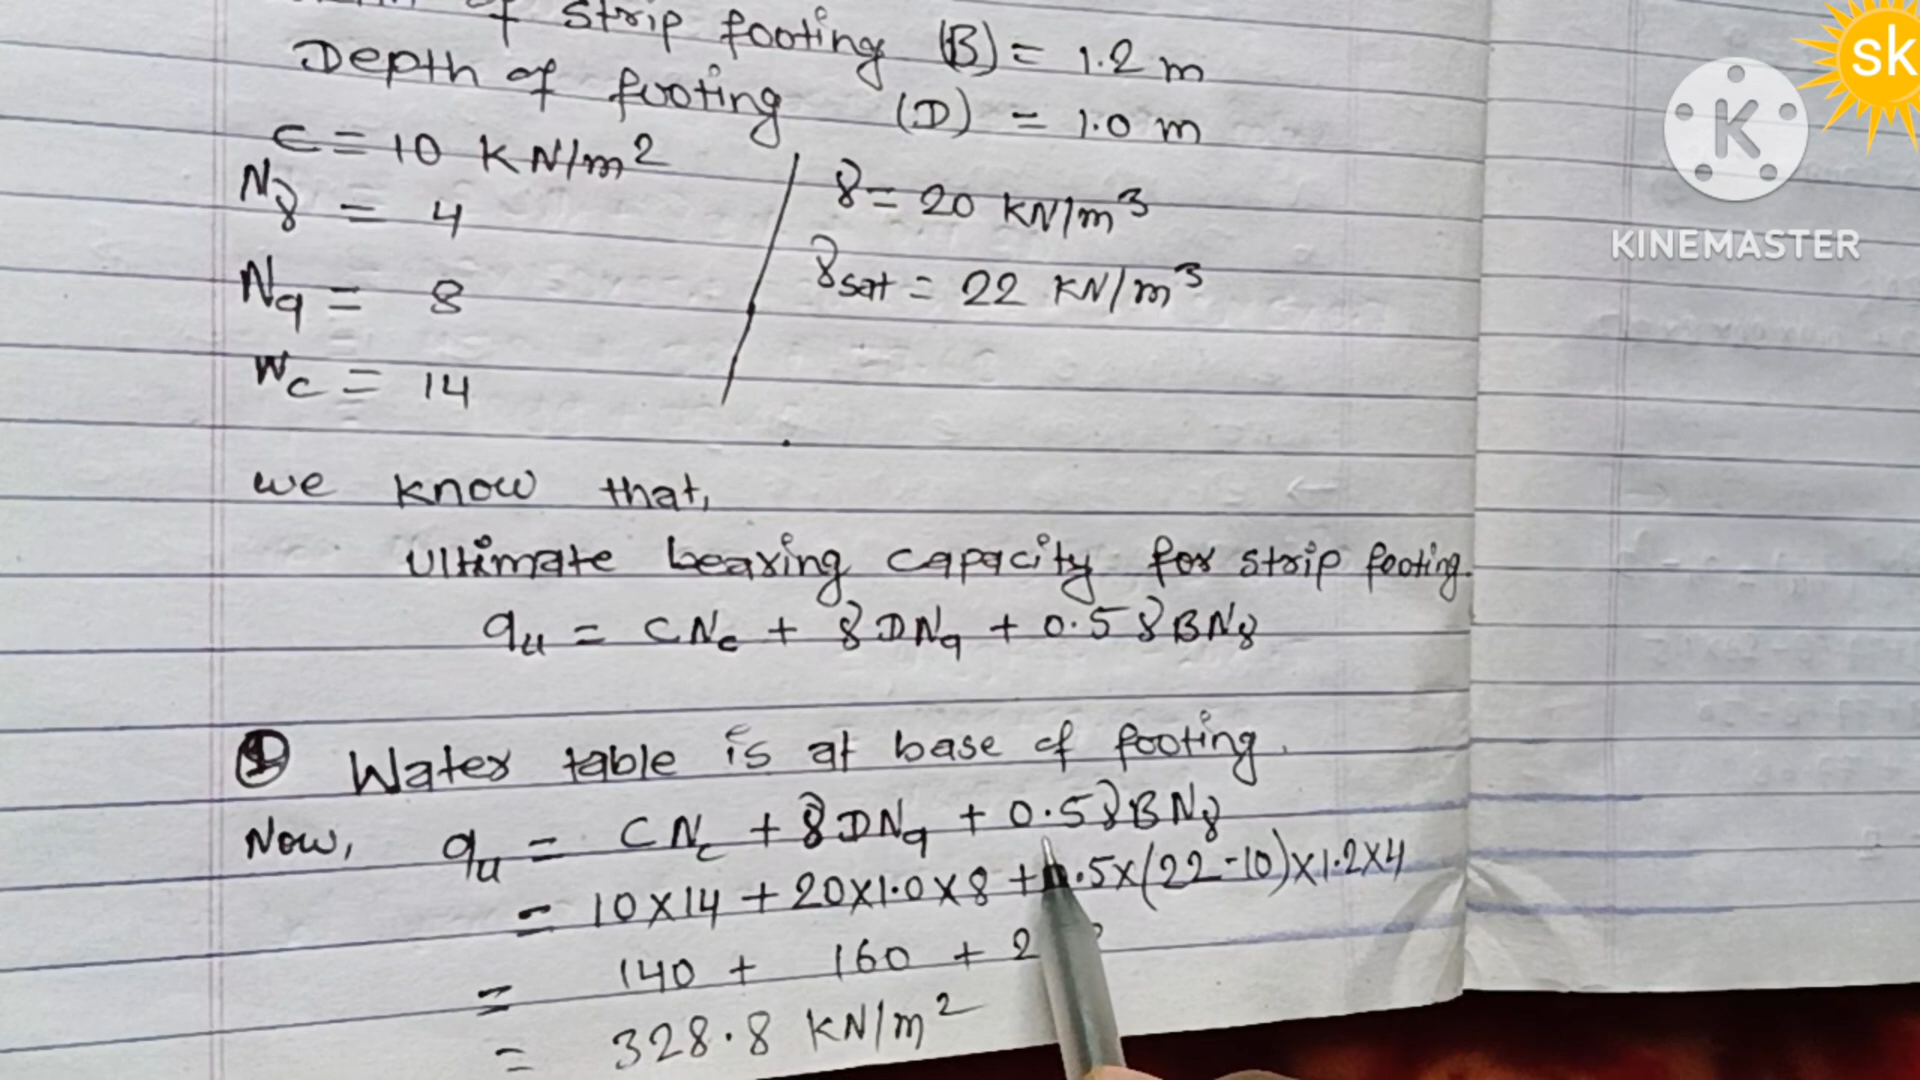 of strip footing (B) = 1.2 m
Depth of footing (D) = 1.0 m
C = 10 KN/m²
Nγ = 4
γ = 20 KN/m³
Nq = 8
γsat = 22 KN/m³
Nc = 14
we know that,
Ultimate bearing capacity for strip footing.
qu = CNc + γDNq + 0.5γBNγ
① Water table is at base of footing.
Now, qu = CNc + γDNq + 0.5γBNγ
= 10×14 + 20×1.0×8 + 0.5×(22-10)×1.2×4
= 140 + 160 + 2
= 328.8 KN/m²
sk
K
KINEMASTER